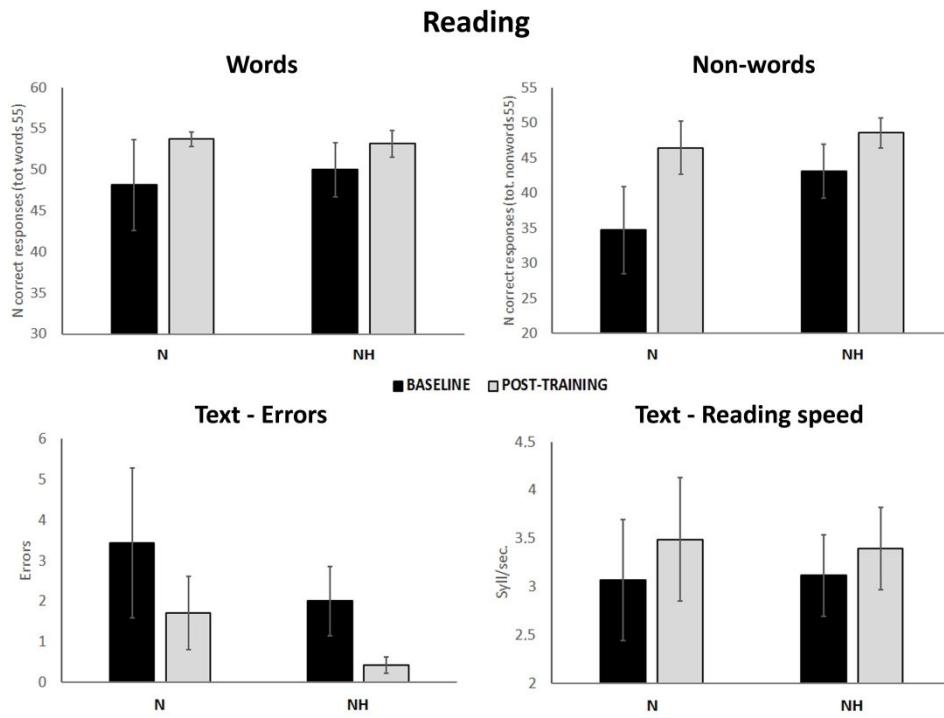 Reading
Words
N correct responses (tot words 55)
60
55
50
45
40
35
30
N
NH
Non-words
N correct responses (tot. nonwords 55)
55
50
45
40
35
30
25
20
N
NH
BASELINE
POST-TRAINING
Text - Errors
Errors
6
5
4
3
2
1
0
N
NH
Text - Reading speed
Syll/sec.
4.5
4
3.5
3
2.5
2
N
NH